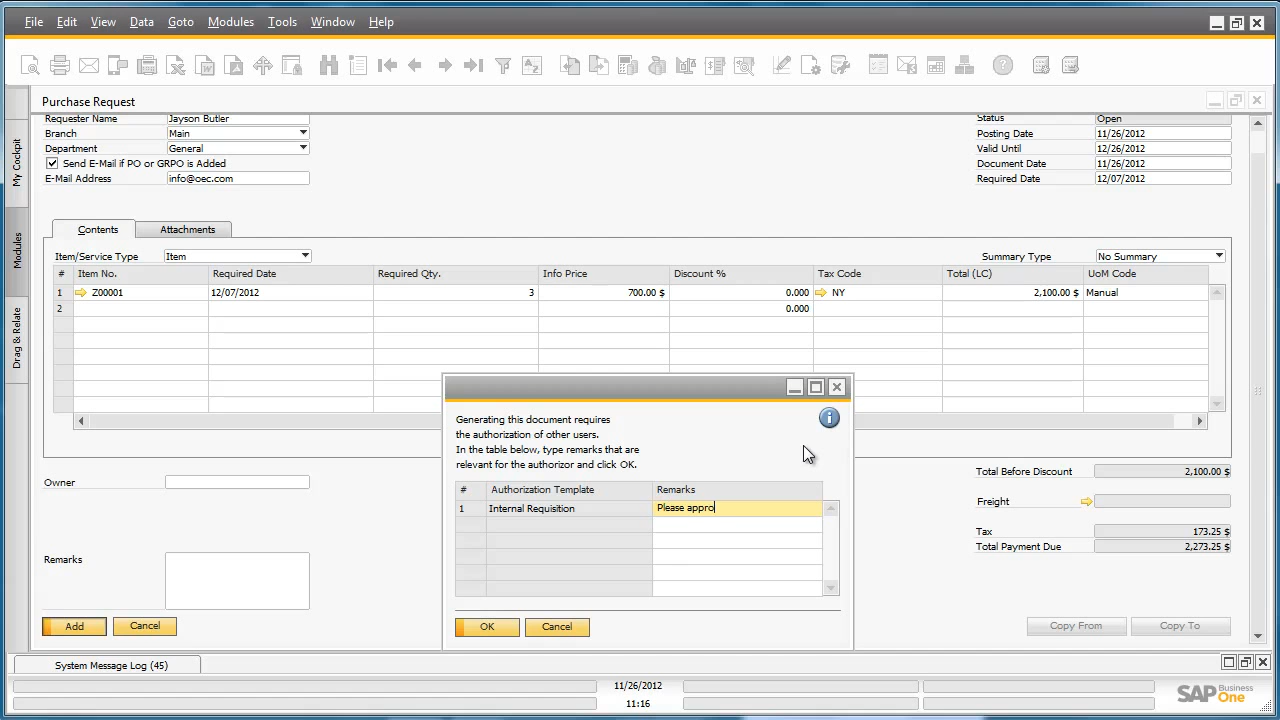 File Edit View Data Goto Modules Tools Window Help
Purchase Request
Requester Name Jayson Butler Status Open
Branch Main Posting Date 11/26/2012
Department General Valid Until 12/26/2012
Send E-Mail if PO or GRPO is Added Document Date 11/26/2012
E-Mail Address info@oec.com Required Date 12/07/2012
My Cockpit
Modules
Drag & Relate
Contents Attachments
Item/Service Type Item Summary Type No Summary
# Item No. Required Date Required Qty. Info Price Discount % Tax Code Total (LC) UoM Code
1 Z00001 12/07/2012 3 700.00 $ 0.000 NY 2,100.00 $ Manual
2 0.000
Generating this document requires
the authorization of other users.
In the table below, type remarks that are
relevant for the authorizor and click OK.
# Authorization Template Remarks
1 Internal Requisition Please appro
OK Cancel
Owner
Remarks
Total Before Discount 2,100.00 $
Freight
Tax 173.25 $
Total Payment Due 2,273.25 $
Add Cancel Copy From Copy To
System Message Log (45)
11/26/2012
11:16
SAP Business One